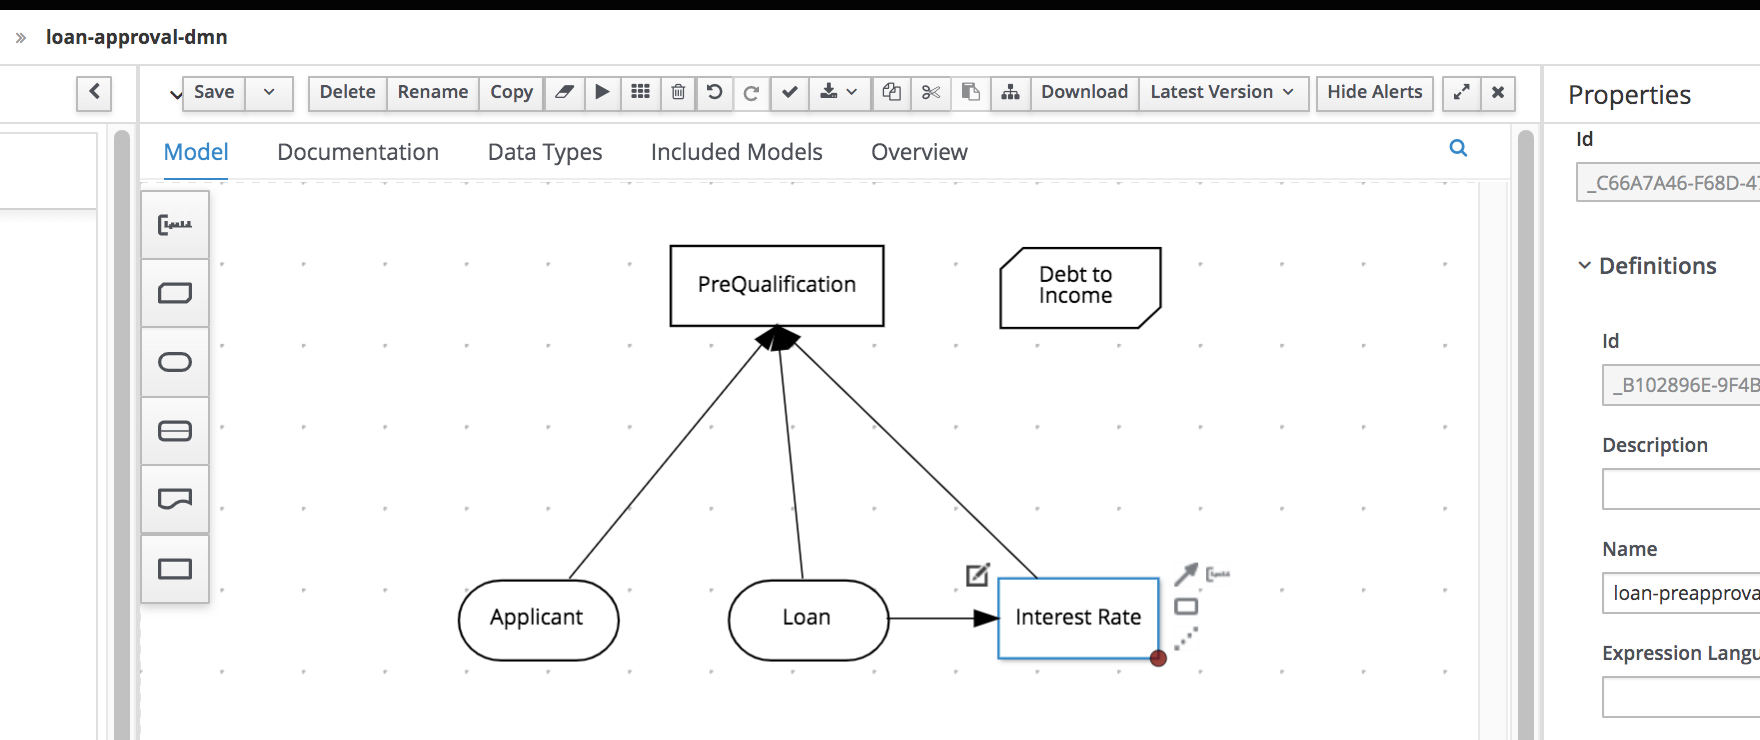 » loan-approval-dmn
Save
Delete
Rename
Copy
Download
Latest Version
Hide Alerts
Properties
Model
Documentation
Data Types
Included Models
Overview
Id
_C66A7A46-F68D-47
Definitions
Id
_B102896E-9F4B
Description
Name
loan-preapprova
Expression Langu
PreQualification
Debt to
Income
Applicant
Loan
Interest Rate